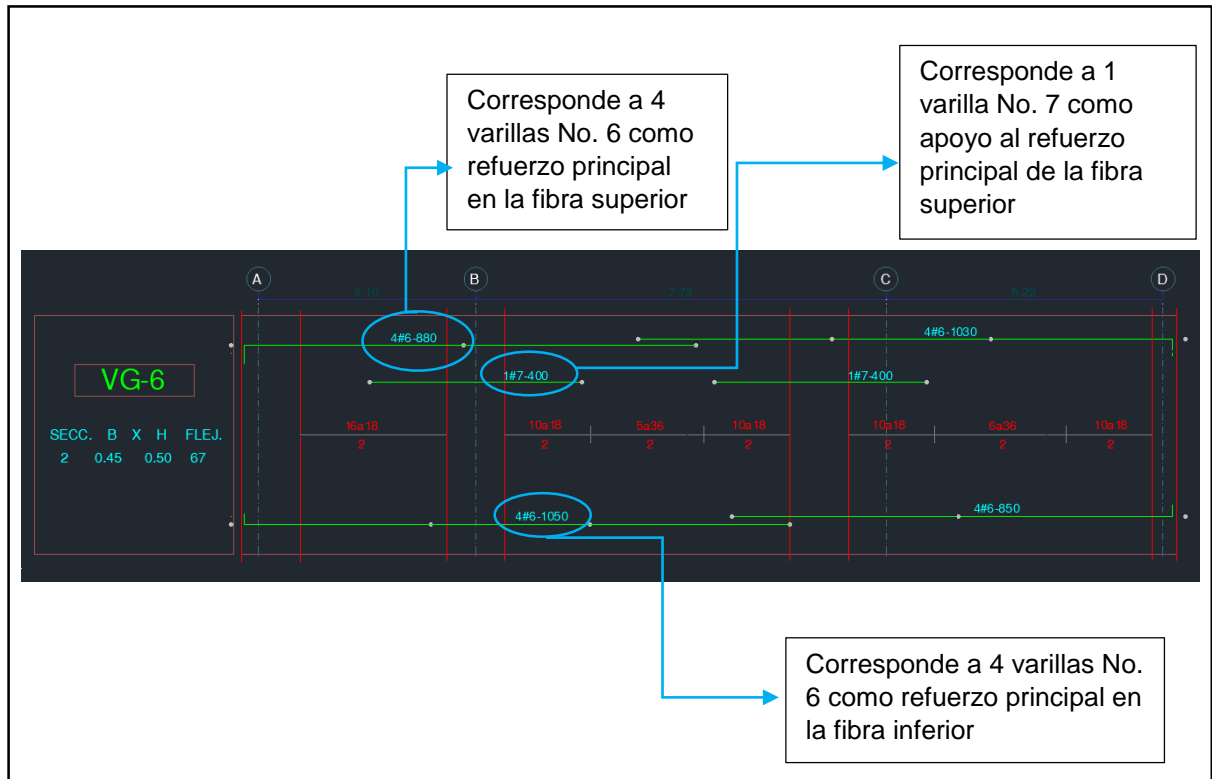 Corresponde a 4
varillas No. 6 como
refuerzo principal
en la fibra superior
Corresponde a 1
varilla No. 7 como
apoyo al refuerzo
principal de la fibra
superior
A
B
C
D
4.10
7.73
5.22
4#6-880
4#6-1030
1#7-400
1#7-400
VG-6
SECC. B X H FLEJ.
2 0.45 0.50 67
16a18
2
10a18
2
5a36
2
10a18
2
10a18
2
6a36
2
10a18
2
4#6-1050
4#6-850
Corresponde a 4 varillas No.
6 como refuerzo principal en
la fibra inferior